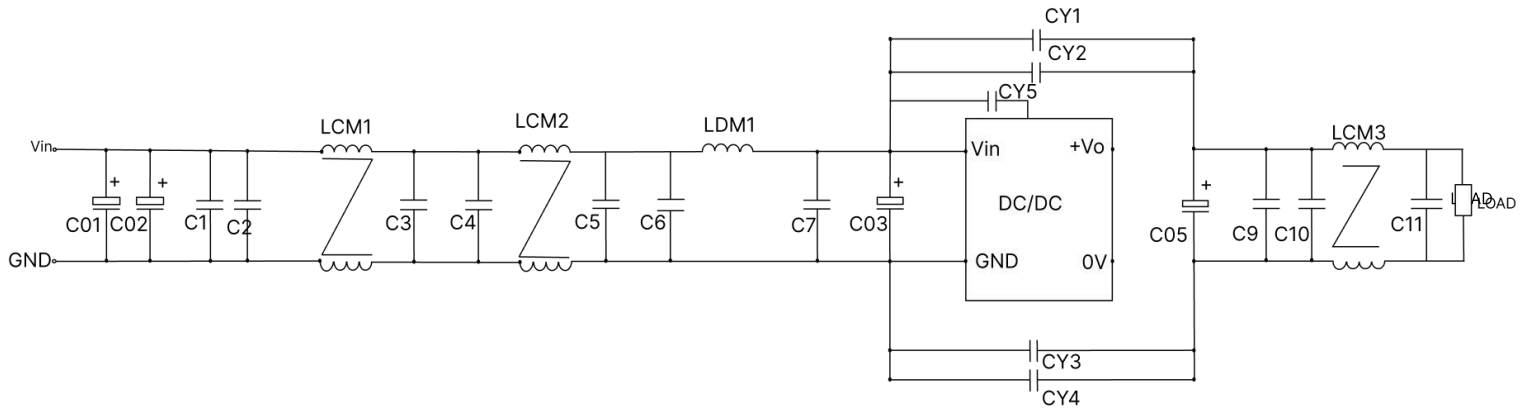 CY1
CY2
CY5
LCM1
LCM2
LDM1
LCM3
Vin
Vin
+Vo
DC/DC
GND
0V
GND
+
+
+
+
C01
C02
C1
C2
C3
C4
C5
C6
C7
C03
C05
C9
C10
C11
LOAD
LOAD
CY3
CY4